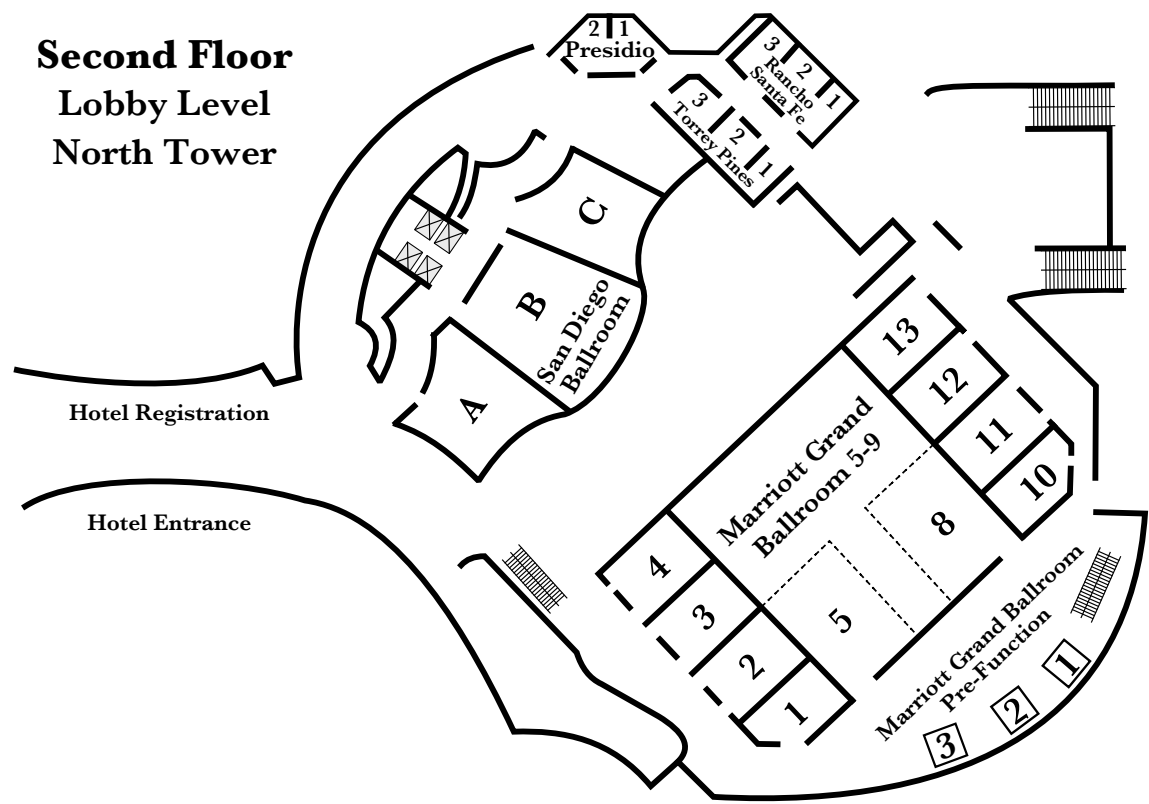 Second Floor
Lobby Level
North Tower
2 1
Presidio
3 2 1
Rancho
Santa Fe
3 2 1
Torrey Pines
C
B
A
San Diego
Ballroom
Hotel Registration
Hotel Entrance
13
12
11
10
Marriott Grand
Ballroom 5-9
8
5
4
3
2
1
Marriott Grand Ballroom
Pre-Function
1
2
3